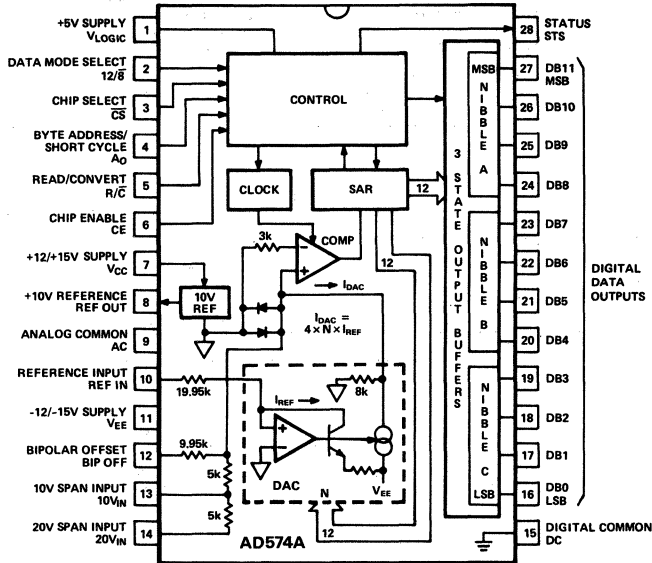 +5V SUPPLY
VLOGIC
1
DATA MODE SELECT
12/8̅
2
CHIP SELECT
C̅S̅
3
BYTE ADDRESS/
SHORT CYCLE
AO
4
READ/CONVERT
R/C̅
5
CHIP ENABLE
CE
6
+12/+15V SUPPLY
VCC
7
+10V REFERENCE
REF OUT
8
ANALOG COMMON
AC
9
REFERENCE INPUT
REF IN
10
-12/-15V SUPPLY
VEE
11
BIPOLAR OFFSET
BIP OFF
12
10V SPAN INPUT
10VIN
13
20V SPAN INPUT
20VIN
14
CONTROL
CLOCK
SAR
12
3k
COMP
−
+
12
10V
REF
IDAC
IDAC =
4 × N × IREF
19.95k
8k
IREF
+
−
9.95k
5k
5k
DAC
N
VEE
12
AD574A
3 STATE OUTPUT BUFFERS
MSB
NIBBLE A
NIBBLE B
NIBBLE C
LSB
28
STATUS
STS
27
DB11
MSB
26
DB10
25
DB9
24
DB8
23
DB7
22
DB6
21
DB5
20
DB4
19
DB3
18
DB2
17
DB1
16
DB0
LSB
15
DIGITAL COMMON
DC
DIGITAL
DATA
OUTPUTS